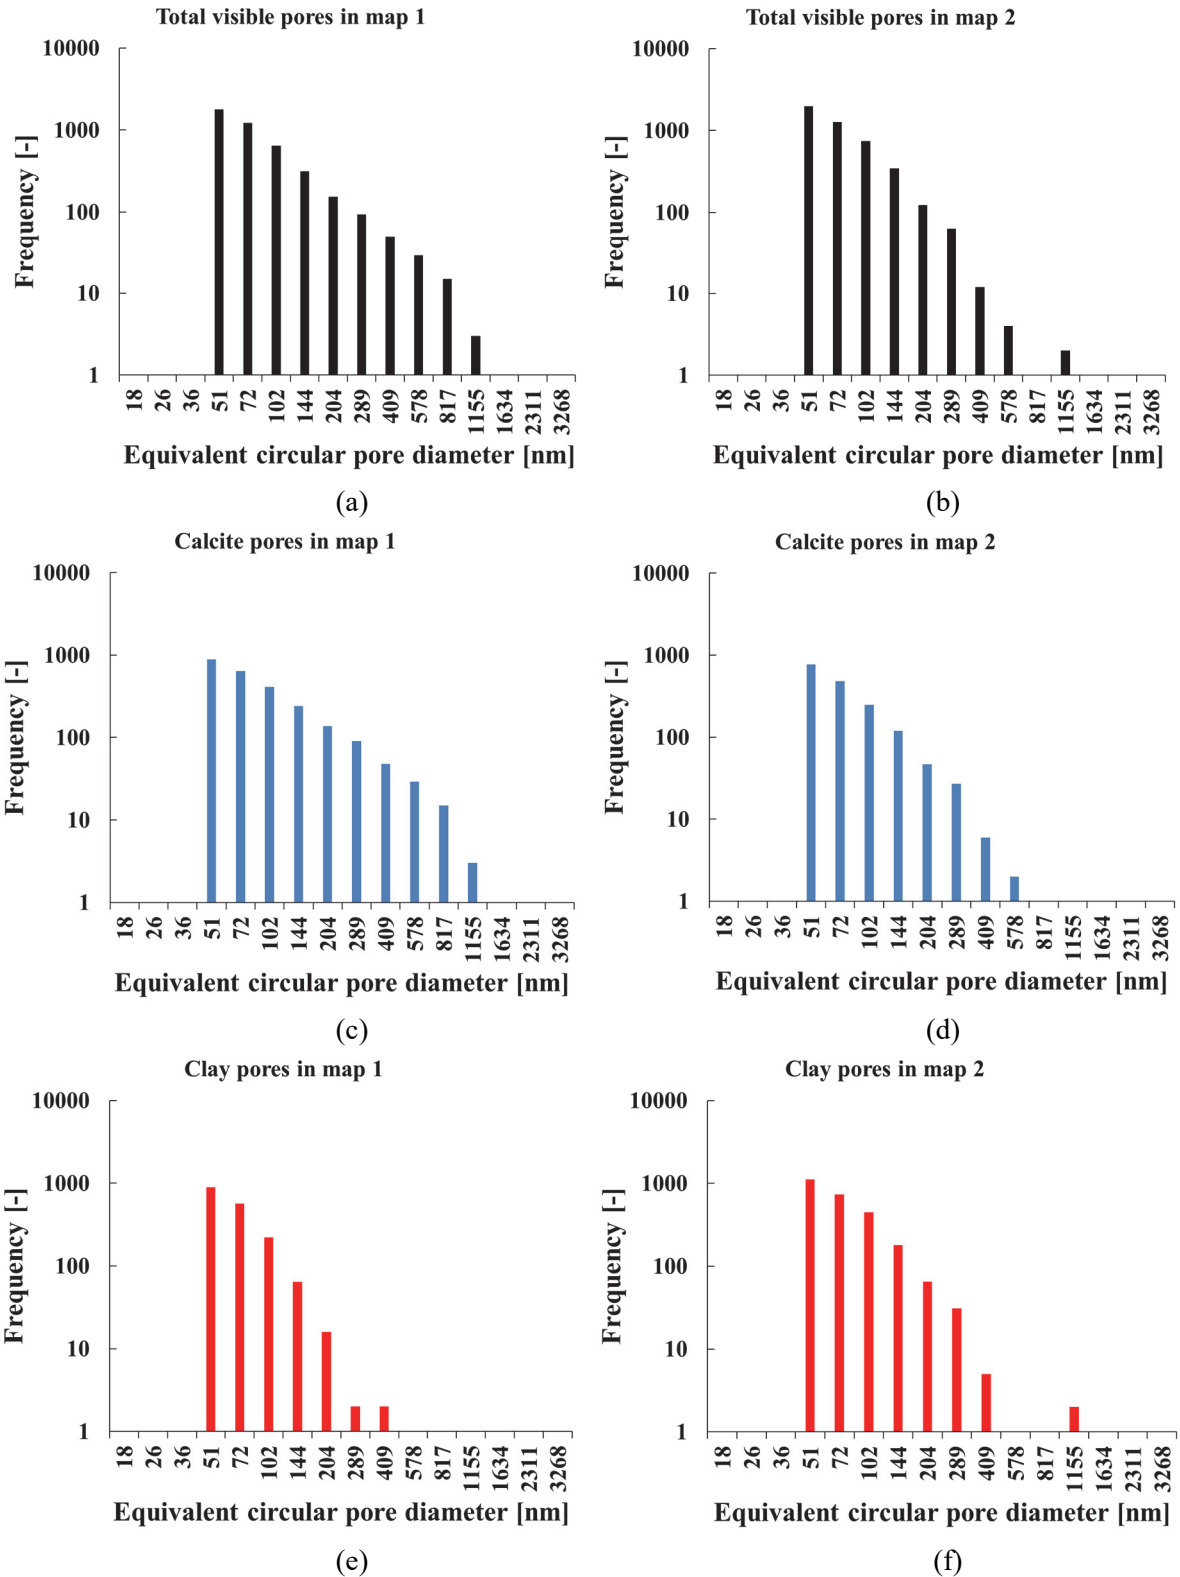 Total visible pores in map 1
10000
1000
100
10
1
Frequency [-]
18 26 36 51 72 102 144 204 289 409 578 817 1155 1634 2311 3268
Equivalent circular pore diameter [nm]
(a)
Total visible pores in map 2
10000
1000
100
10
1
Frequency [-]
18 26 36 51 72 102 144 204 289 409 578 817 1155 1634 2311 3268
Equivalent circular pore diameter [nm]
(b)
Calcite pores in map 1
10000
1000
100
10
1
Frequency [-]
18 26 36 51 72 102 144 204 289 409 578 817 1155 1634 2311 3268
Equivalent circular pore diameter [nm]
(c)
Calcite pores in map 2
10000
1000
100
10
1
Frequency [-]
18 26 36 51 72 102 144 204 289 409 578 817 1155 1634 2311 3268
Equivalent circular pore diameter [nm]
(d)
Clay pores in map 1
10000
1000
100
10
1
Frequency [-]
18 26 36 51 72 102 144 204 289 409 578 817 1155 1634 2311 3268
Equivalent circular pore diameter [nm]
(e)
Clay pores in map 2
10000
1000
100
10
1
Frequency [-]
18 26 36 51 72 102 144 204 289 409 578 817 1155 1634 2311 3268
Equivalent circular pore diameter [nm]
(f)